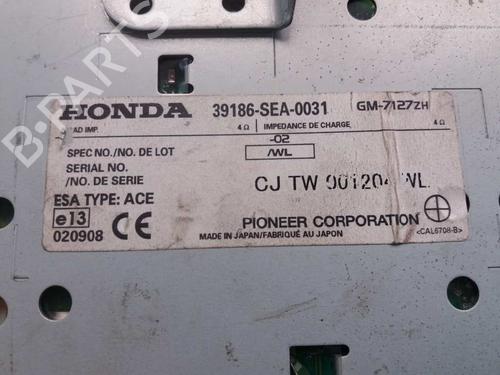 B-PARTS
HONDA 39186-SEA-0031 GM-7127ZH
AD IMP. 4Ω IMPEDANCE DE CHARGE 4Ω
SPEC NO./NO. DE LOT -02 /WL
SERIAL NO. /NO. DE SERIE CJ TW 001204 WL
ESA TYPE: ACE
e13 020908 CE
PIONEER CORPORATION
MADE IN JAPAN/FABRIQUÉ AU JAPON <CAL6708-B>